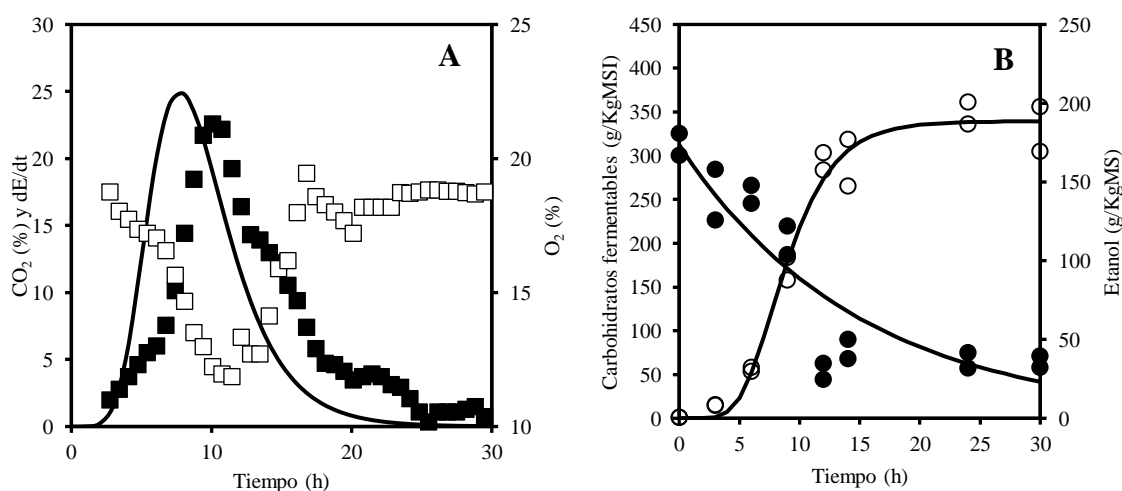 A
CO2 (%) y dE/dt
30
25
20
15
10
5
0
25
20
15
10
O2 (%)
0 10 20 30
Tiempo (h)
B
Carbohidratos fermentables (g/KgMSI)
450
400
350
300
250
200
150
100
50
0
250
200
150
100
50
0
Etanol (g/KgMS)
0 5 10 15 20 25 30
Tiempo (h)